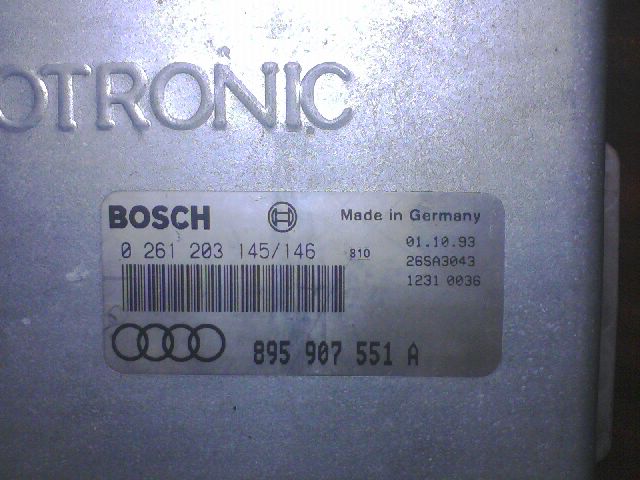 OTRONIC
BOSCH
Made in Germany
0 261 203 145/146 810
01.10.93
26SA3043
1231 0036
895 907 551 A